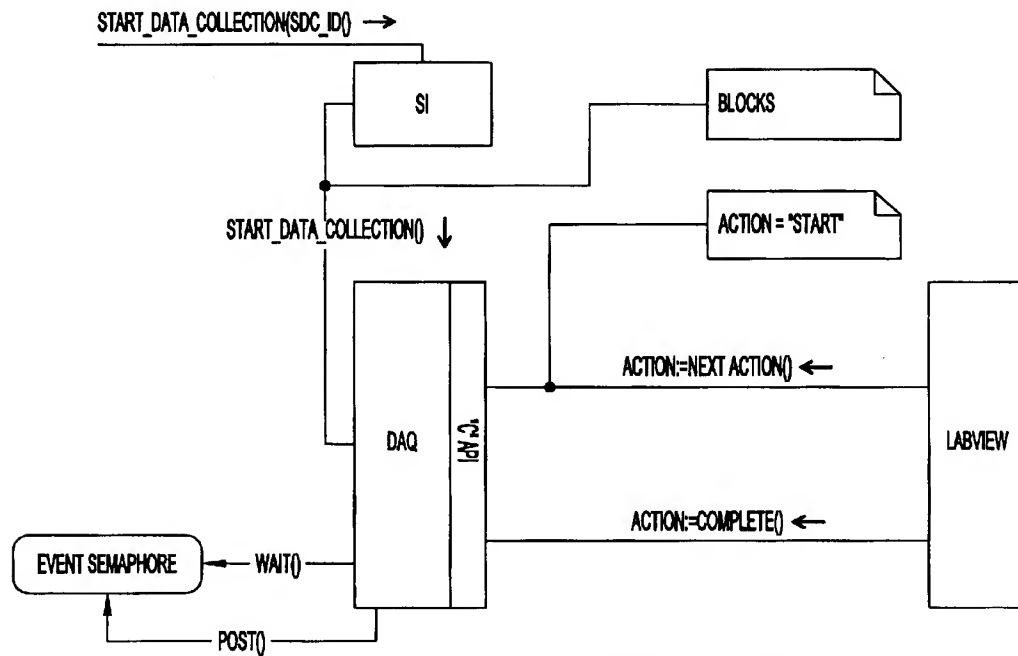 START_DATA_COLLECTION(SDC_ID()
SI
BLOCKS
START_DATA_COLLECTION()
ACTION = "START"
ACTION:=NEXT ACTION()
DAQ
"C" API
LABVIEW
ACTION:=COMPLETE()
EVENT SEMAPHORE
WAIT()
POST()